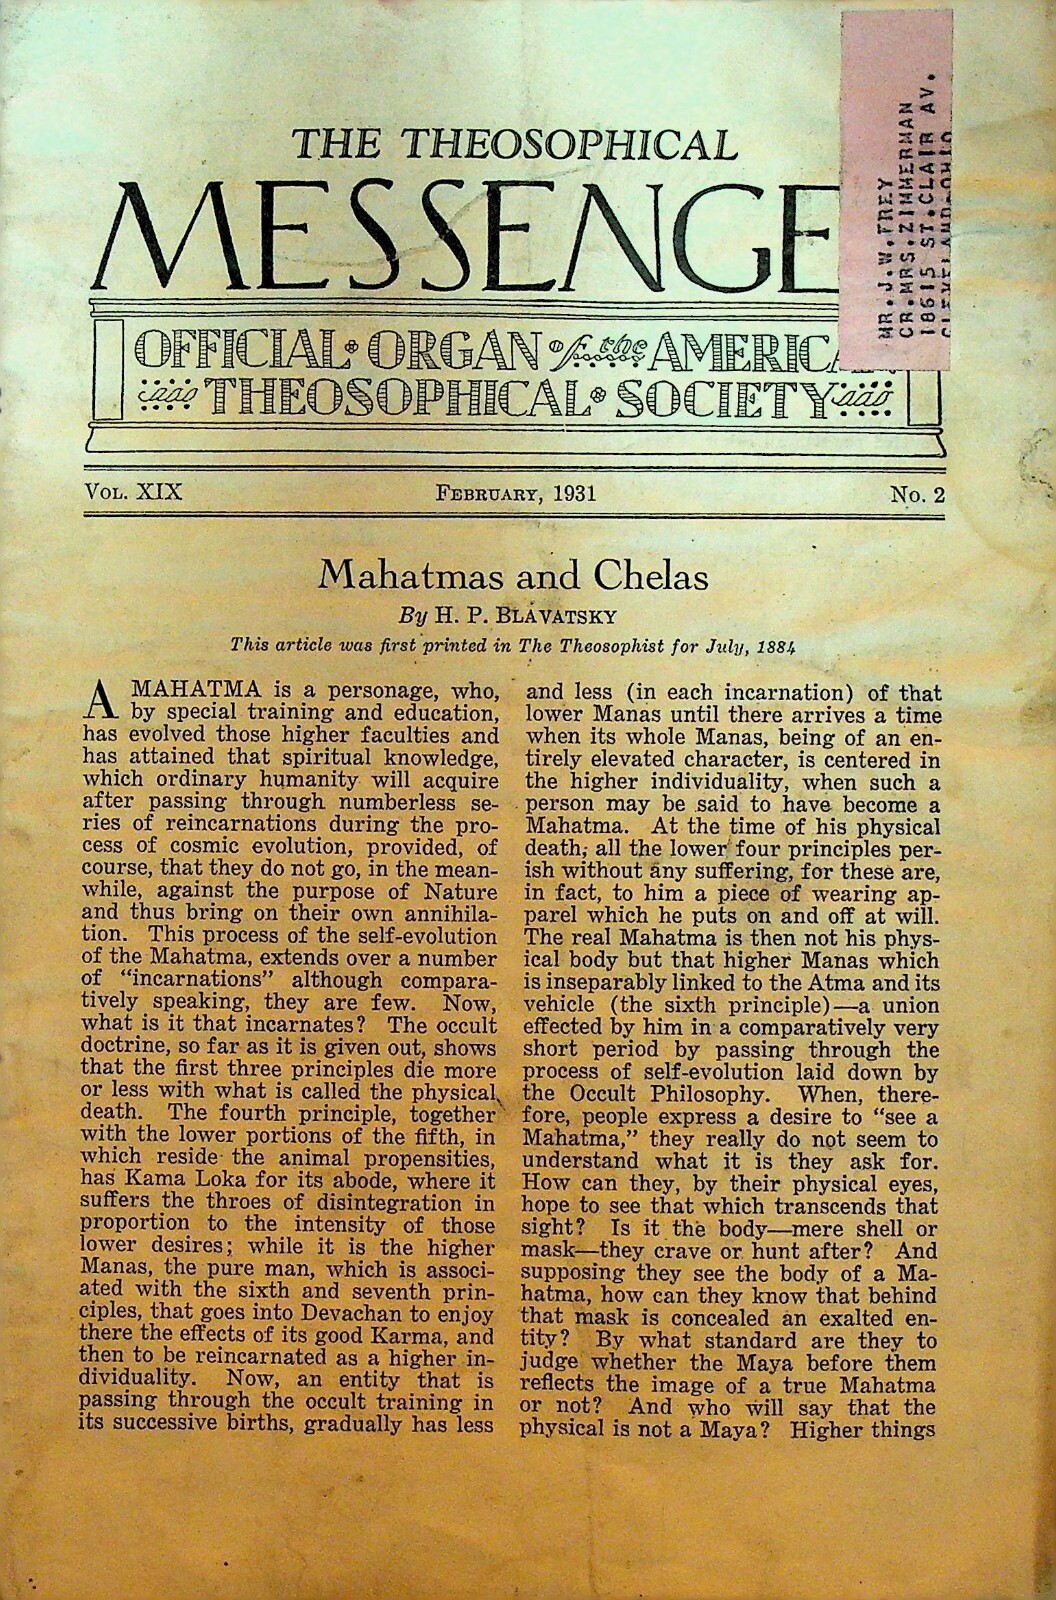 THE THEOSOPHICAL
MESSENGE
OFFICIAL ORGAN of the AMERICA
THEOSOPHICAL SOCIETY
MR.J.W.FREY
CR.MRS.ZIMMERMAN
18615 ST.CLAIR AV.
CLEVELAND-OHIO
VOL. XIX
FEBRUARY, 1931
No. 2
Mahatmas and Chelas
By H. P. BLAVATSKY
This article was first printed in The Theosophist for July, 1884
A MAHATMA is a personage, who,
by special training and education,
has evolved those higher faculties and
has attained that spiritual knowledge,
which ordinary humanity will acquire
after passing through numberless se-
ries of reincarnations during the pro-
cess of cosmic evolution, provided, of
course, that they do not go, in the mean-
while, against the purpose of Nature
and thus bring on their own annihila-
tion. This process of the self-evolution
of the Mahatma, extends over a number
of "incarnations" although compara-
tively speaking, they are few. Now,
what is it that incarnates? The occult
doctrine, so far as it is given out, shows
that the first three principles die more
or less with what is called the physical
death. The fourth principle, together
with the lower portions of the fifth, in
which reside the animal propensities,
has Kama Loka for its abode, where it
suffers the throes of disintegration in
proportion to the intensity of those
lower desires; while it is the higher
Manas, the pure man, which is associ-
ated with the sixth and seventh prin-
ciples, that goes into Devachan to enjoy
there the effects of its good Karma, and
then to be reincarnated as a higher in-
dividuality. Now, an entity that is
passing through the occult training in
its successive births, gradually has less
and less (in each incarnation) of that
lower Manas until there arrives a time
when its whole Manas, being of an en-
tirely elevated character, is centered in
the higher individuality, when such a
person may be said to have become a
Mahatma. At the time of his physical
death, all the lower four principles per-
ish without any suffering, for these are,
in fact, to him a piece of wearing ap-
parel which he puts on and off at will.
The real Mahatma is then not his phys-
ical body but that higher Manas which
is inseparably linked to the Atma and its
vehicle (the sixth principle)—a union
effected by him in a comparatively very
short period by passing through the
process of self-evolution laid down by
the Occult Philosophy. When, there-
fore, people express a desire to "see a
Mahatma," they really do not seem to
understand what it is they ask for.
How can they, by their physical eyes,
hope to see that which transcends that
sight? Is it the body—mere shell or
mask—they crave or hunt after? And
supposing they see the body of a Ma-
hatma, how can they know that behind
that mask is concealed an exalted en-
tity? By what standard are they to
judge whether the Maya before them
reflects the image of a true Mahatma
or not? And who will say that the
physical is not a Maya? Higher things